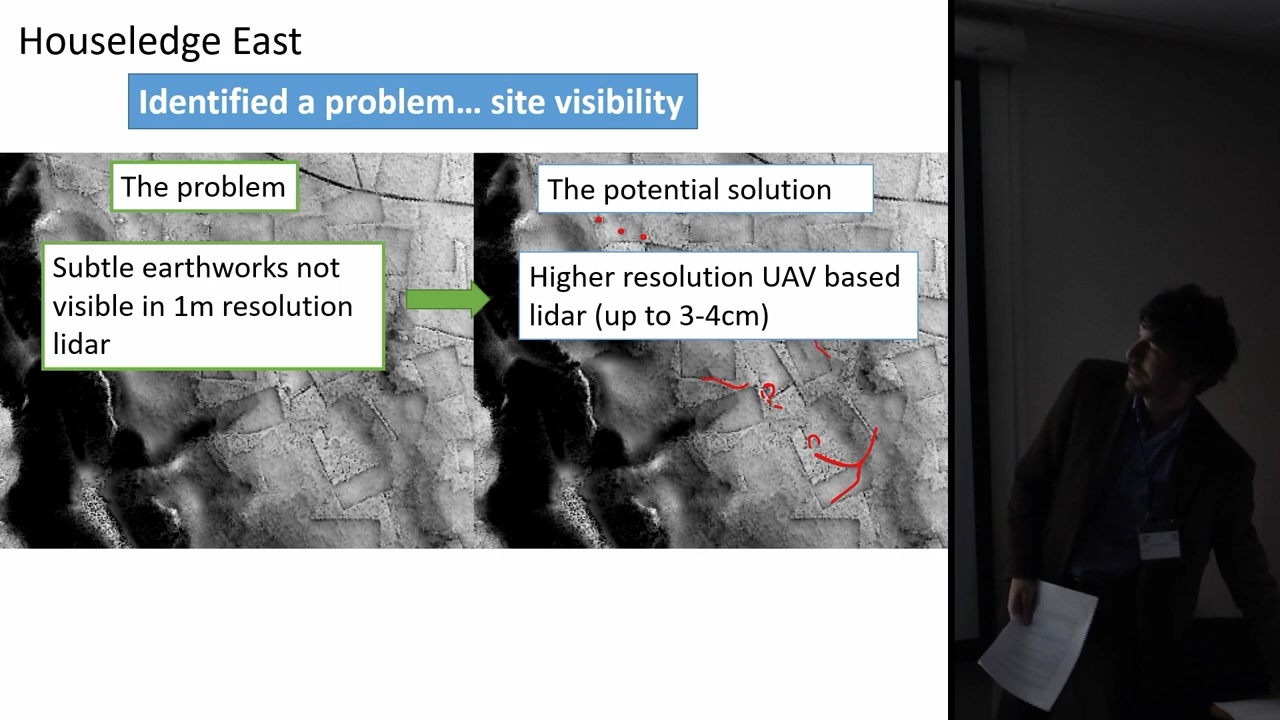 Houseledge East
Identified a problem... site visibility
The problem
The potential solution
Subtle earthworks not
visible in 1m resolution
lidar
Higher resolution UAV based
lidar (up to 3-4cm)